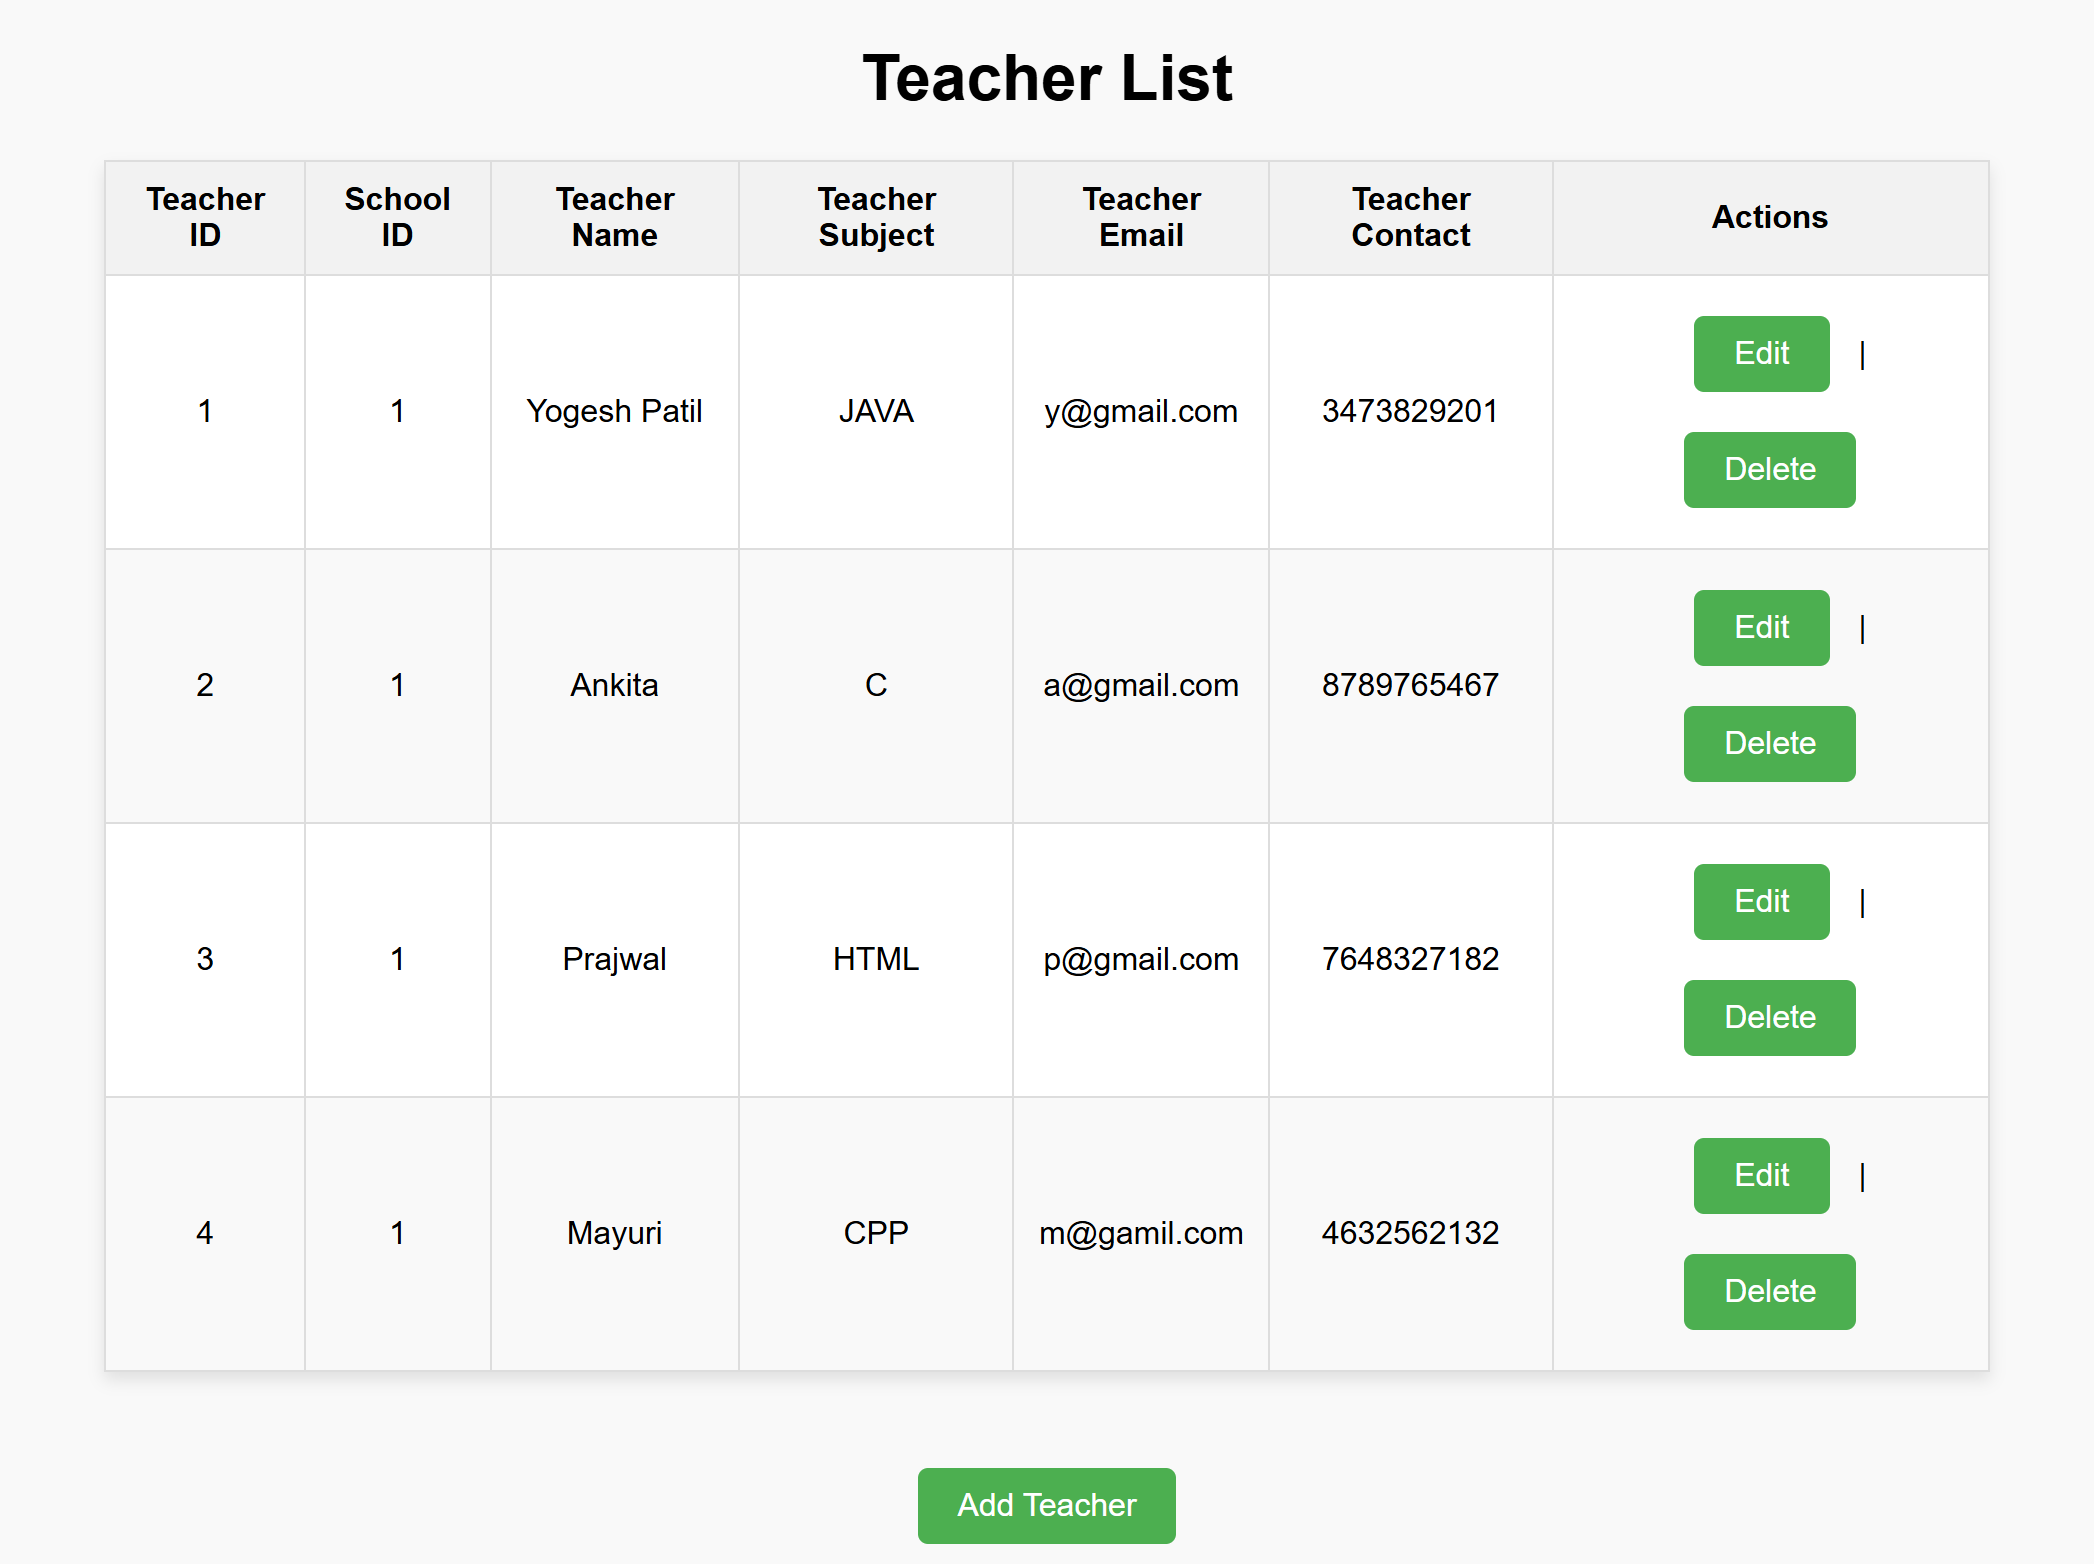 Teacher List
Teacher ID School ID Teacher Name Teacher Subject Teacher Email Teacher Contact Actions
1 1 Yogesh Patil JAVA y@gmail.com 3473829201 Edit |
Delete
2 1 Ankita C a@gmail.com 8789765467 Edit |
Delete
3 1 Prajwal HTML p@gmail.com 7648327182 Edit |
Delete
4 1 Mayuri CPP m@gamil.com 4632562132 Edit |
Delete
Add Teacher